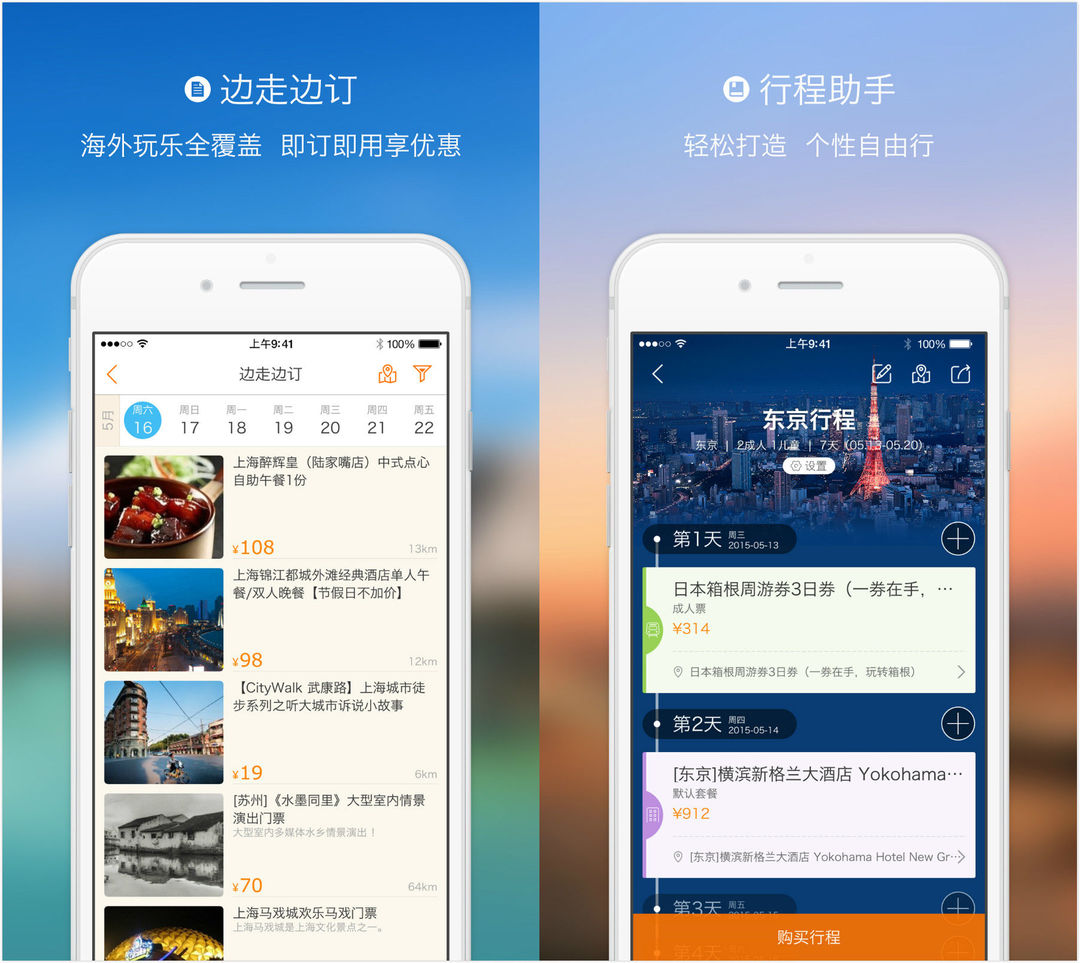 边走边订
海外玩乐全覆盖 即订即用享优惠
上午9:41
100%
边走边订
5月
周六 周日 周一 周二 周三 周四 周五
16 17 18 19 20 21 22
上海醉辉皇（陆家嘴店）中式点心
自助午餐1份
¥108
13km
上海锦江都城外滩经典酒店单人午
餐/双人晚餐【节假日不加价】
¥98
12km
【CityWalk 武康路】上海城市徒
步系列之听大城市诉说小故事
¥19
6km
[苏州]《水墨同里》大型室内情景
演出门票
大型室内多媒体水乡情景演出！
¥70
64km
上海马戏城欢乐马戏门票
上海马戏城是上海文化景点之一。
行程助手
轻松打造 个性自由行
上午9:41
100%
东京行程
东京 | 2成人 1儿童 | 7天（05.13-05.20）
设置
第1天
周三
2015-05-13
日本箱根周游券3日券（一券在手，…
成人票
¥314
日本箱根周游券3日券（一券在手，玩转箱根）
第2天
周四
2015-05-14
[东京]横滨新格兰大酒店 Yokohama…
默认套餐
¥912
[东京]横滨新格兰大酒店 Yokohama Hotel New Gr…
第3天
周五
2015-05-15
第4天
购买行程